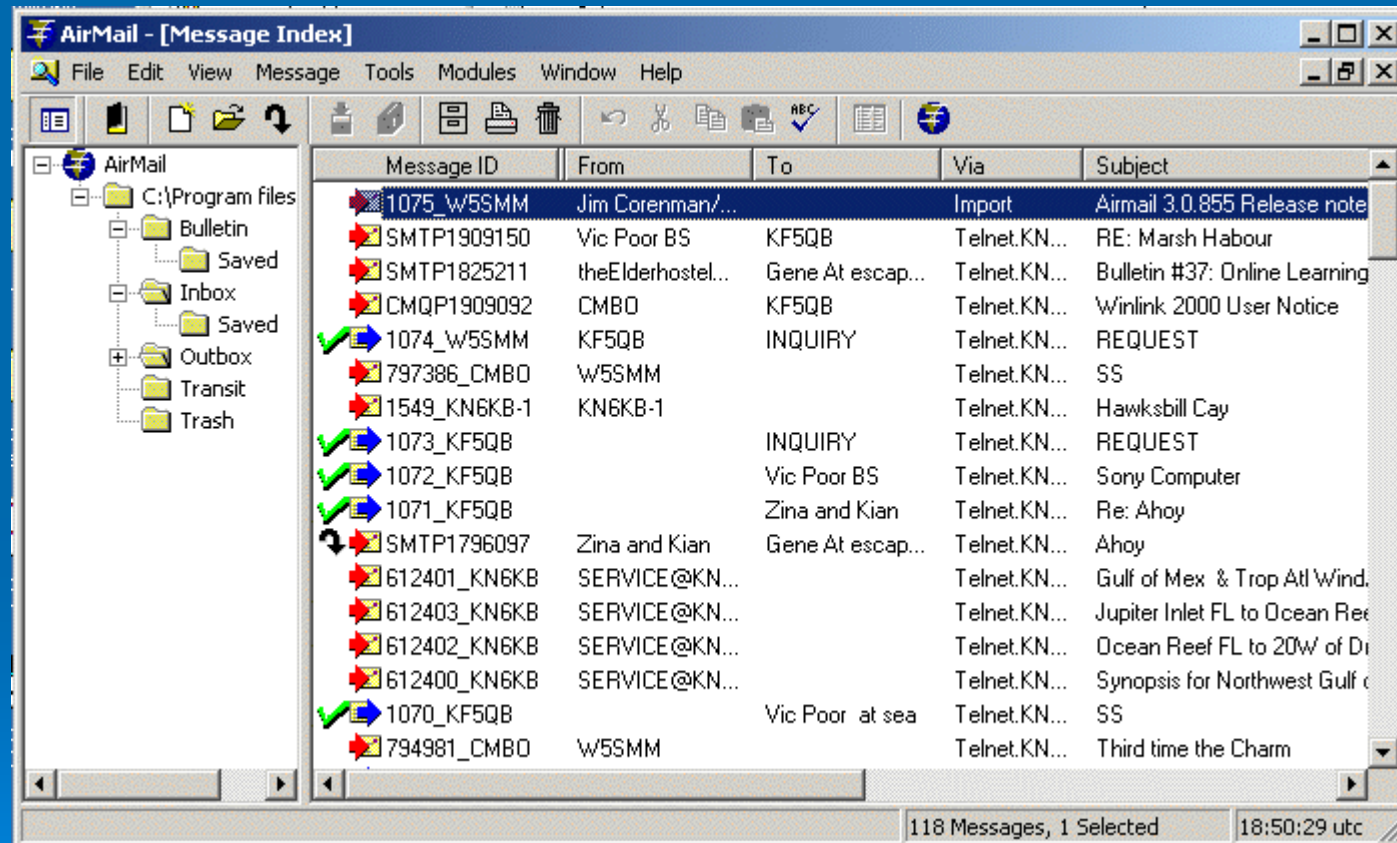 AirMail - [Message Index]
File Edit View Message Tools Modules Window Help
ABC
AirMail
C:\Program files
Bulletin
Saved
Inbox
Saved
Outbox
Transit
Trash
Message ID From To Via Subject
1075_W5SMM Jim Corenman/... Import Airmail 3.0.855 Release note
SMTP1909150 Vic Poor BS KF5QB Telnet.KN... RE: Marsh Habour
SMTP1825211 theElderhostel... Gene At escap... Telnet.KN... Bulletin #37: Online Learning
CMQP1909092 CMBO KF5QB Telnet.KN... Winlink 2000 User Notice
1074_W5SMM KF5QB INQUIRY Telnet.KN... REQUEST
797386_CMBO W5SMM Telnet.KN... SS
1549_KN6KB-1 KN6KB-1 Telnet.KN... Hawksbill Cay
1073_KF5QB INQUIRY Telnet.KN... REQUEST
1072_KF5QB Vic Poor BS Telnet.KN... Sony Computer
1071_KF5QB Zina and Kian Telnet.KN... Re: Ahoy
SMTP1796097 Zina and Kian Gene At escap... Telnet.KN... Ahoy
612401_KN6KB SERVICE@KN... Telnet.KN... Gulf of Mex & Trop Atl Wind.
612403_KN6KB SERVICE@KN... Telnet.KN... Jupiter Inlet FL to Ocean Ree
612402_KN6KB SERVICE@KN... Telnet.KN... Ocean Reef FL to 20W of Dr
612400_KN6KB SERVICE@KN... Telnet.KN... Synopsis for Northwest Gulf
1070_KF5QB Vic Poor at sea Telnet.KN... SS
794981_CMBO W5SMM Telnet.KN... Third time the Charm
118 Messages, 1 Selected 18:50:29 utc